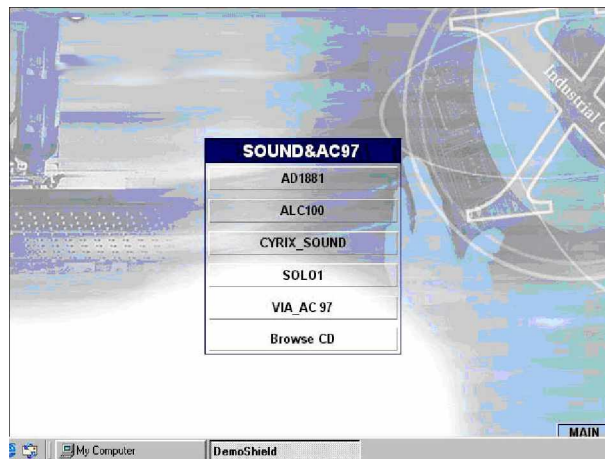 Industrial
SOUND&AC97
AD1881
ALC100
CYRIX_SOUND
SOLO1
VIA_AC 97
Browse CD
MAIN
My Computer
DemoShield